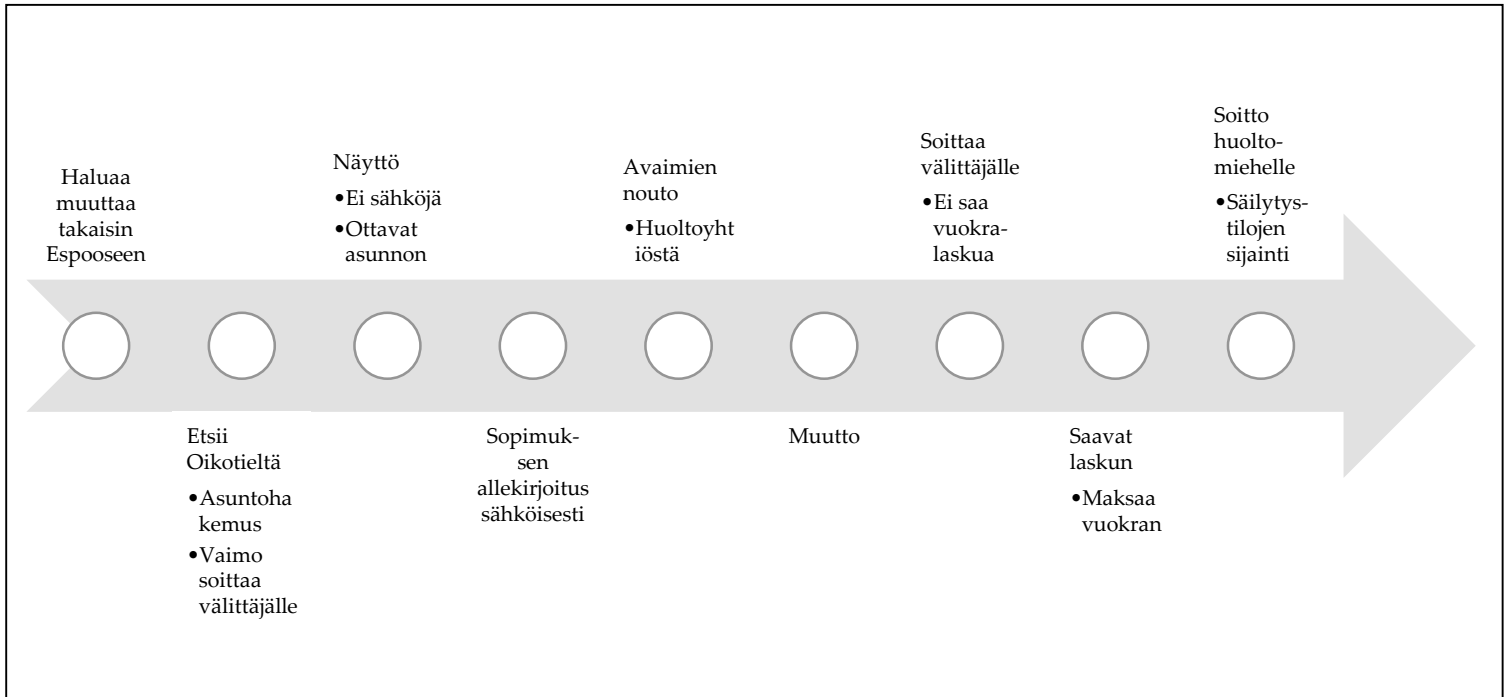 Haluaa
muuttaa
takaisin
Espooseen
Etsii
Oikotieltä
•Asuntoha
kemus
•Vaimo
soittaa
välittäjälle
Näyttö
•Ei sähköjä
•Ottavat
asunnon
Sopimuk-
sen
allekirjoitus
sähköisesti
Avaimien
nouto
•Huoltoyht
iöstä
Muutto
Soittaa
välittäjälle
•Ei saa
vuokra-
laskua
Saavat
laskun
•Maksaa
vuokran
Soitto
huolto-
miehelle
•Säilytys-
tilojen
sijainti